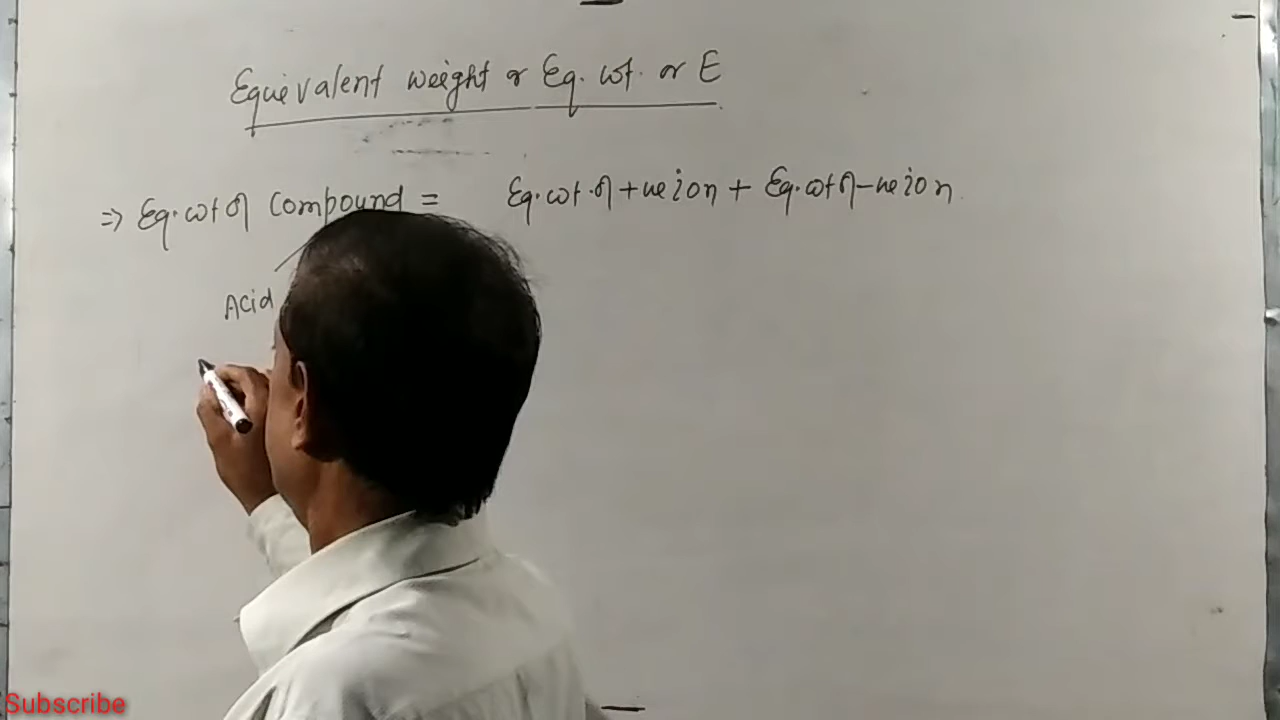 Equivalent weight or Eq. wt. or E
⇒ Eq. wt of compound = Eq. wt. of +ve ion + Eq. wt of -ve ion
Acid
Subscribe